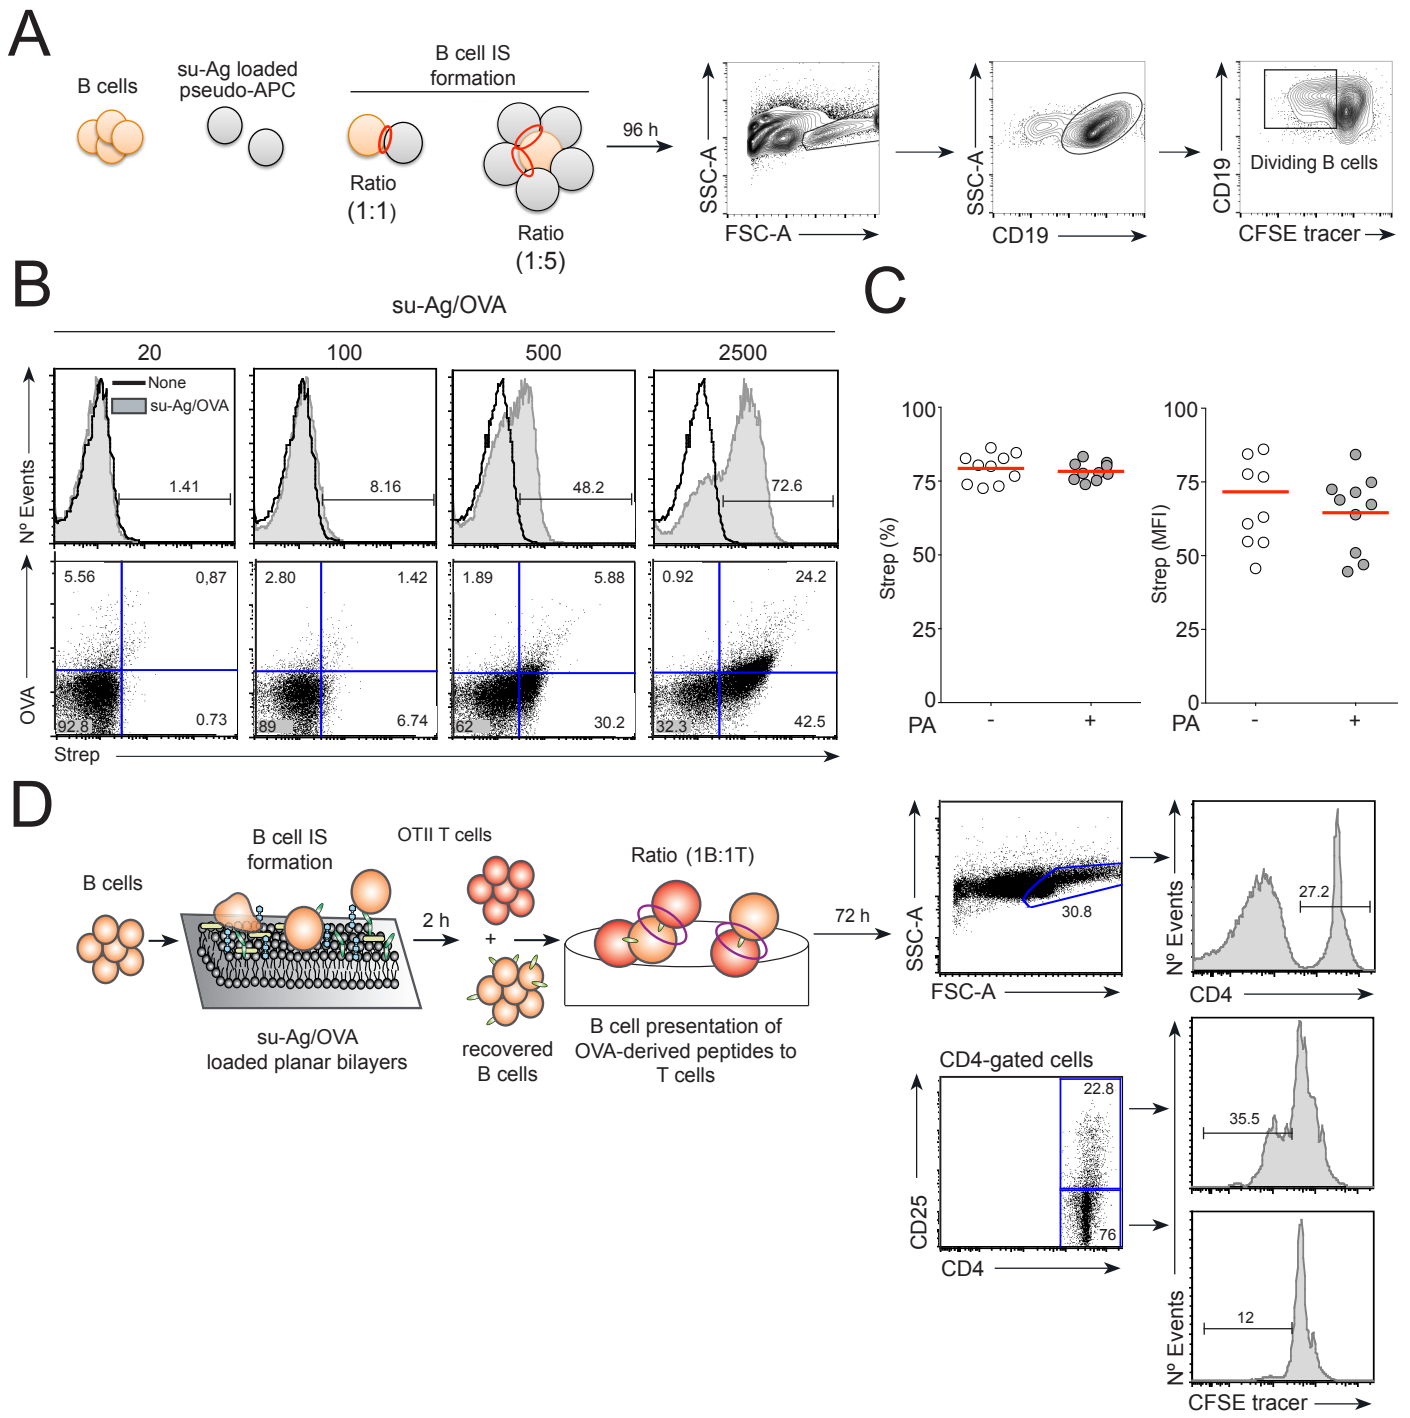 A
B cells
su-Ag loaded
pseudo-APC
B cell IS
formation
Ratio
(1:1)
Ratio
(1:5)
96 h
SSC-A
FSC-A
SSC-A
CD19
CD19
Dividing B cells
CFSE tracer
B
su-Ag/OVA
20
100
500
2500
Nº Events
None
su-Ag/OVA
1.41
8.16
48.2
72.6
OVA
5.56
0,87
92.8
0.73
2.80
1.42
89
6.74
1.89
5.88
62
30.2
0.92
24.2
32.3
42.5
Strep
C
Strep (%)
100
75
50
25
0
PA
-
+
Strep (MFI)
100
75
50
25
0
PA
-
+
D
B cells
B cell IS
formation
su-Ag/OVA
loaded planar bilayers
2 h
OTII T cells
+
recovered
B cells
Ratio (1B:1T)
B cell presentation of
OVA-derived peptides to
T cells
72 h
SSC-A
30.8
FSC-A
Nº Events
27.2
CD4
CD4-gated cells
CD25
22.8
76
CD4
35.5
Nº Events
12
CFSE tracer